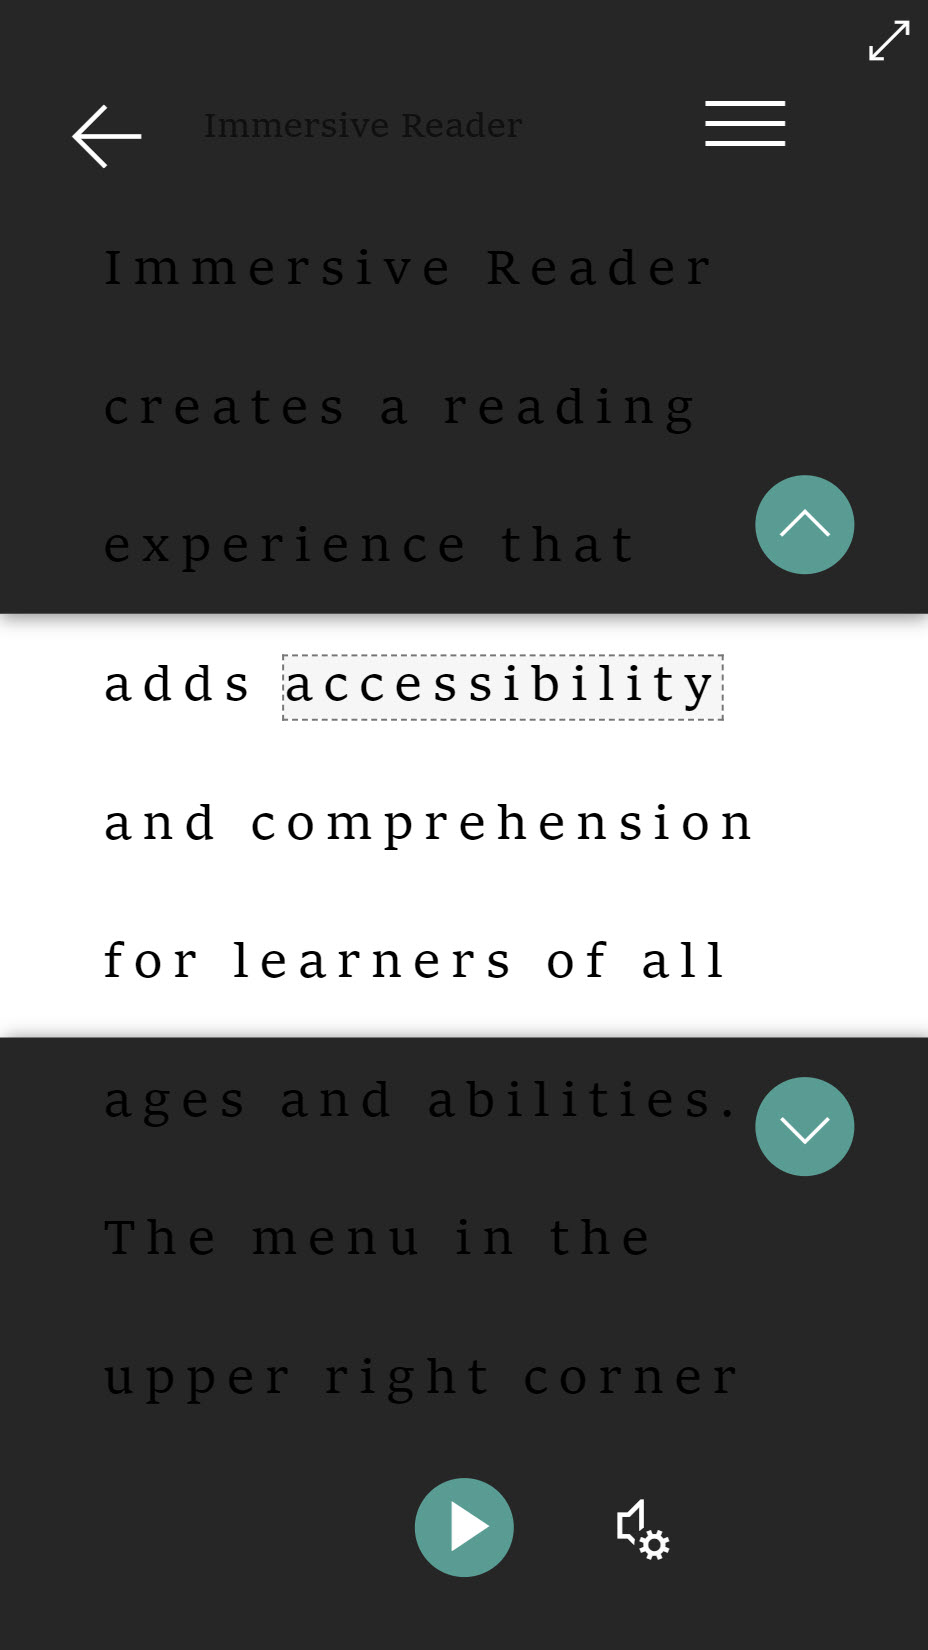 Immersive Reader
Immersive Reader
creates a reading
experience that
adds accessibility
and comprehension
for learners of all
ages and abilities.
The menu in the
upper right corner